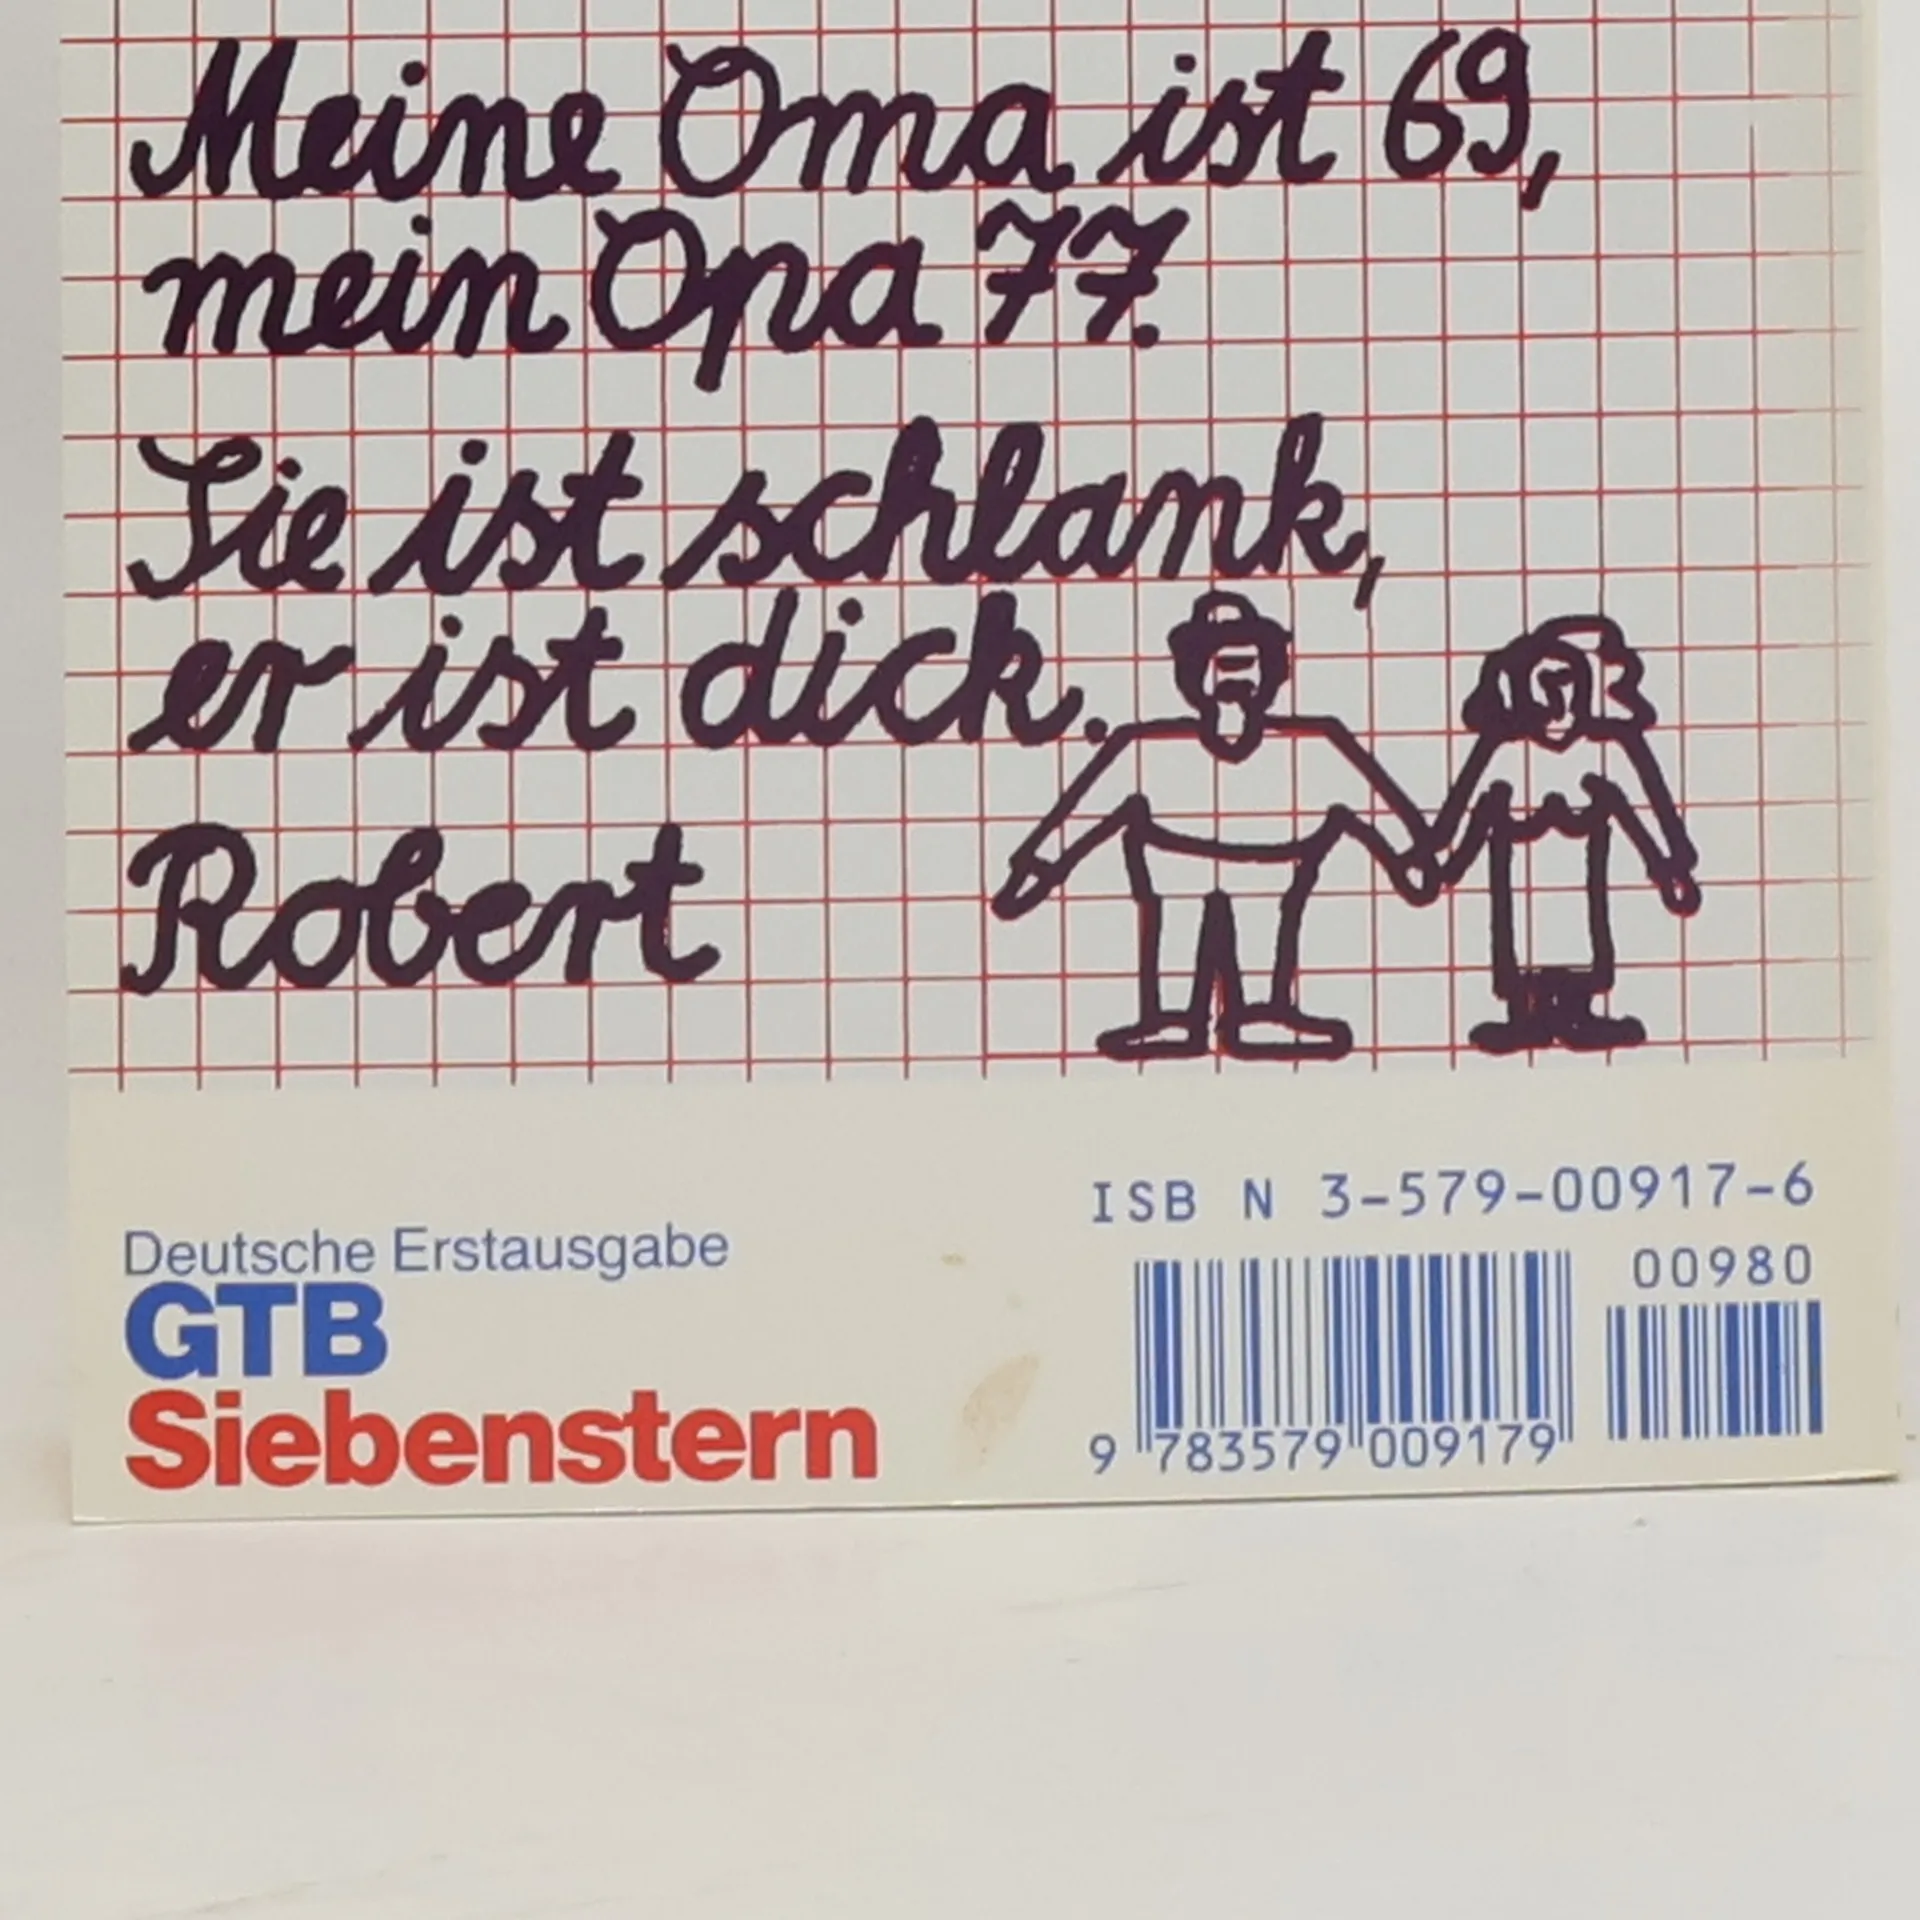 Meine Oma ist 69,
mein Opa 77.
Sie ist schlank,
er ist dick.
Robert
Deutsche Erstausgabe
GTB
Siebenstern
ISB N 3-579-00917-6
00980
9 783579 009179